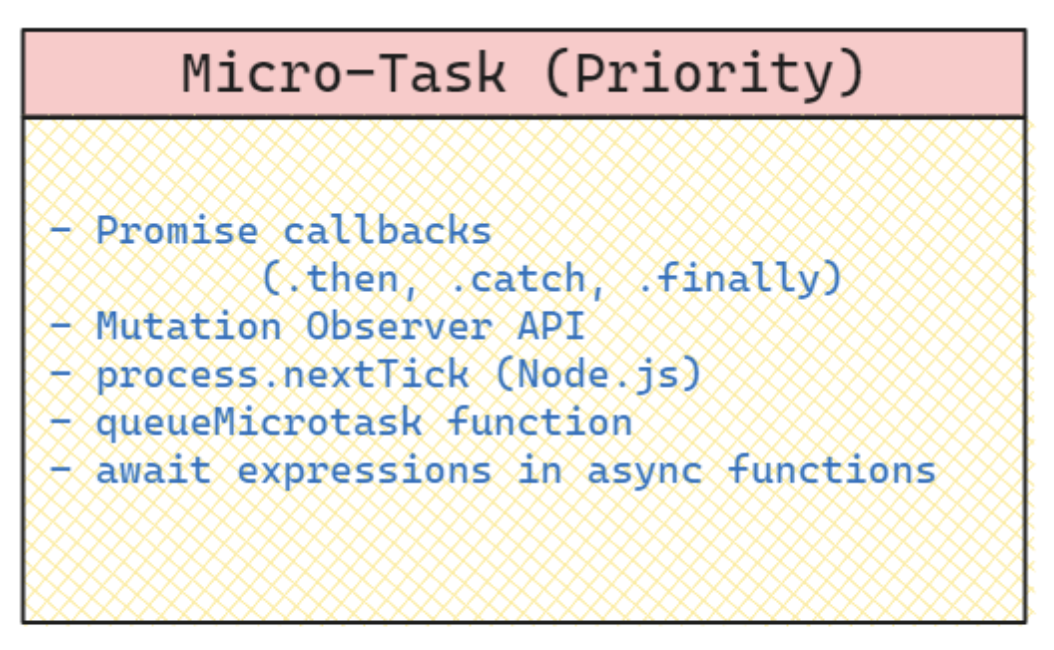 Micro-Task (Priority)
- Promise callbacks
(.then, .catch, .finally)
- Mutation Observer API
- process.nextTick (Node.js)
- queueMicrotask function
- await expressions in async functions